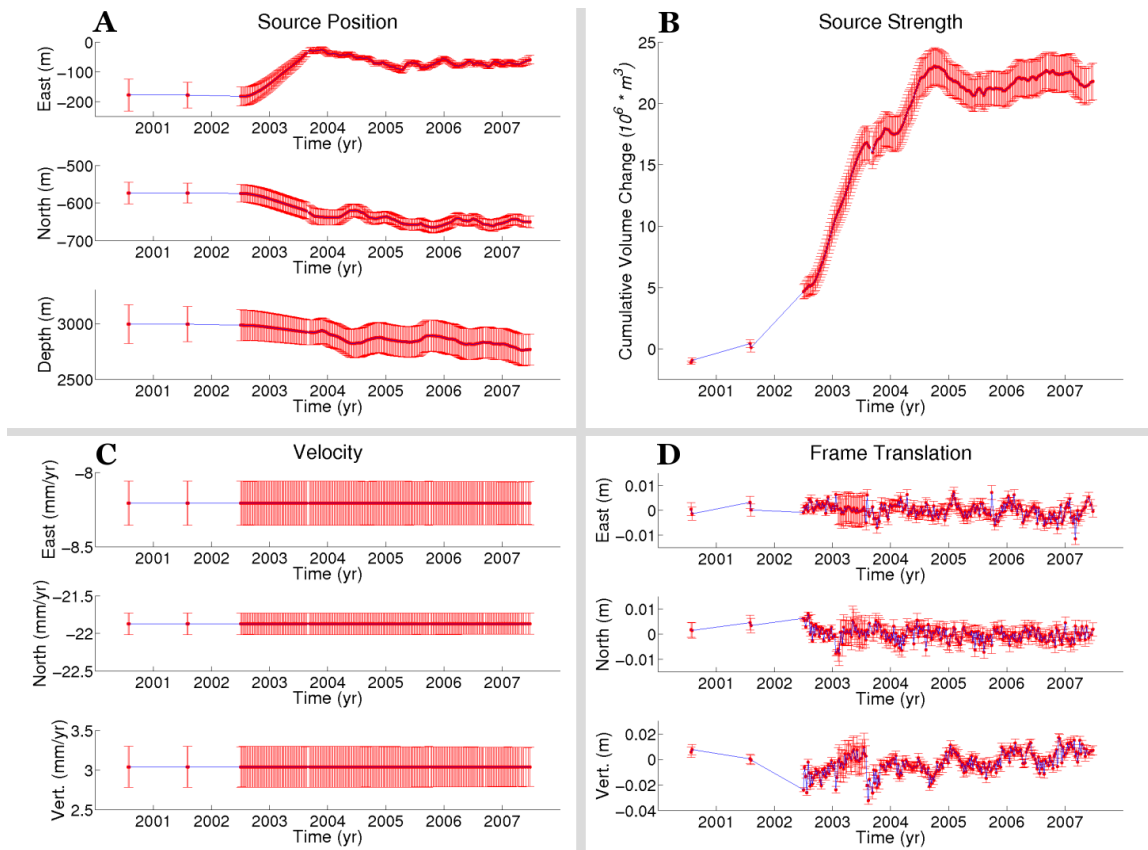 A
Source Position
0
−100
−200
East (m)
2001 2002 2003 2004 2005 2006 2007
Time (yr)
−500
−600
−700
North (m)
2001 2002 2003 2004 2005 2006 2007
Time (yr)
3000
2500
Depth (m)
2001 2002 2003 2004 2005 2006 2007
Time (yr)
B
Source Strength
25
20
15
10
5
0
Cumulative Volume Change (10^6 * m^3)
2001 2002 2003 2004 2005 2006 2007
Time (yr)
C
Velocity
−8
−8.5
East (mm/yr)
2001 2002 2003 2004 2005 2006 2007
Time (yr)
−21.5
−22
−22.5
North (mm/yr)
2001 2002 2003 2004 2005 2006 2007
Time (yr)
3.5
3
2.5
Vert. (mm/yr)
2001 2002 2003 2004 2005 2006 2007
Time (yr)
D
Frame Translation
0.01
0
−0.01
East (m)
2001 2002 2003 2004 2005 2006 2007
Time (yr)
0.01
0
−0.01
North (m)
2001 2002 2003 2004 2005 2006 2007
Time (yr)
0.02
0
−0.02
−0.04
Vert. (m)
2001 2002 2003 2004 2005 2006 2007
Time (yr)